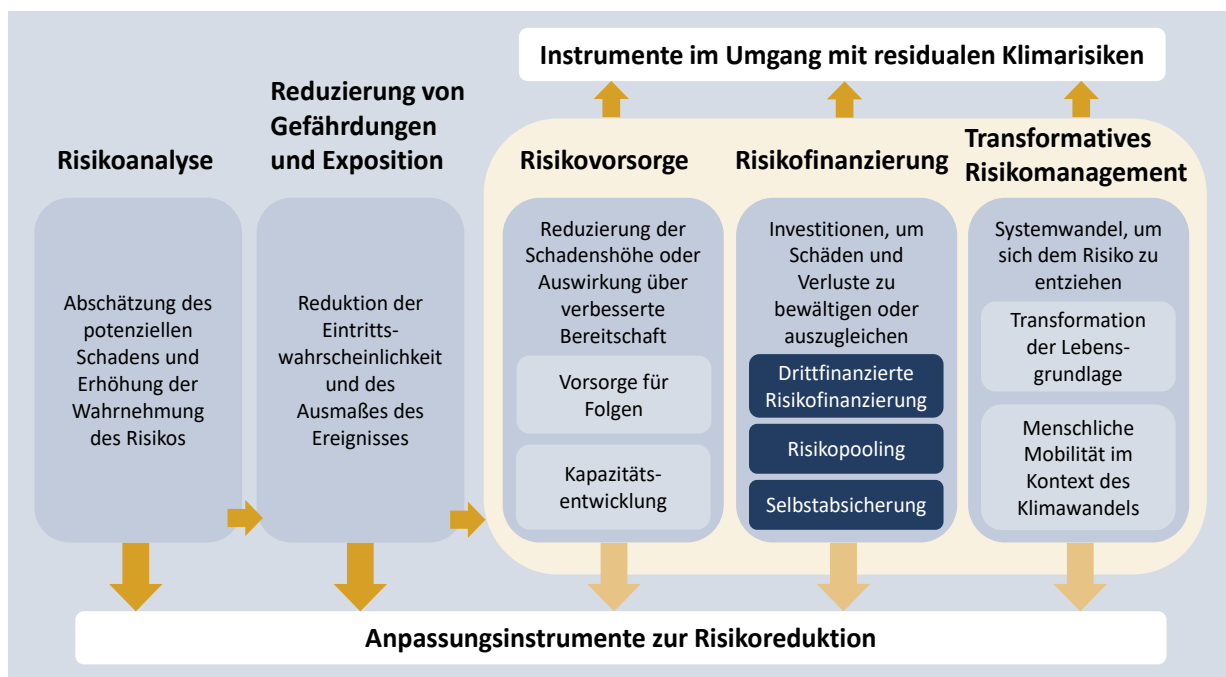 Instrumente im Umgang mit residualen Klimarisiken
Risikoanalyse
Abschätzung des
potenziellen
Schadens und
Erhöhung der
Wahrnehmung
des Risikos
Reduzierung von
Gefährdungen
und Exposition
Reduktion der
Eintritts-
wahrscheinlichkeit
und des
Ausmaßes des
Ereignisses
Risikovorsorge
Reduzierung der
Schadenshöhe oder
Auswirkung über
verbesserte
Bereitschaft
Vorsorge für
Folgen
Kapazitäts-
entwicklung
Risikofinanzierung
Investitionen, um
Schäden und
Verluste zu
bewältigen oder
auszugleichen
Drittfinanzierte
Risikofinanzierung
Risikopooling
Selbstabsicherung
Transformatives
Risikomanagement
Systemwandel, um
sich dem Risiko zu
entziehen
Transformation
der Lebens-
grundlage
Menschliche
Mobilität im
Kontext des
Klimawandels
Anpassungsinstrumente zur Risikoreduktion